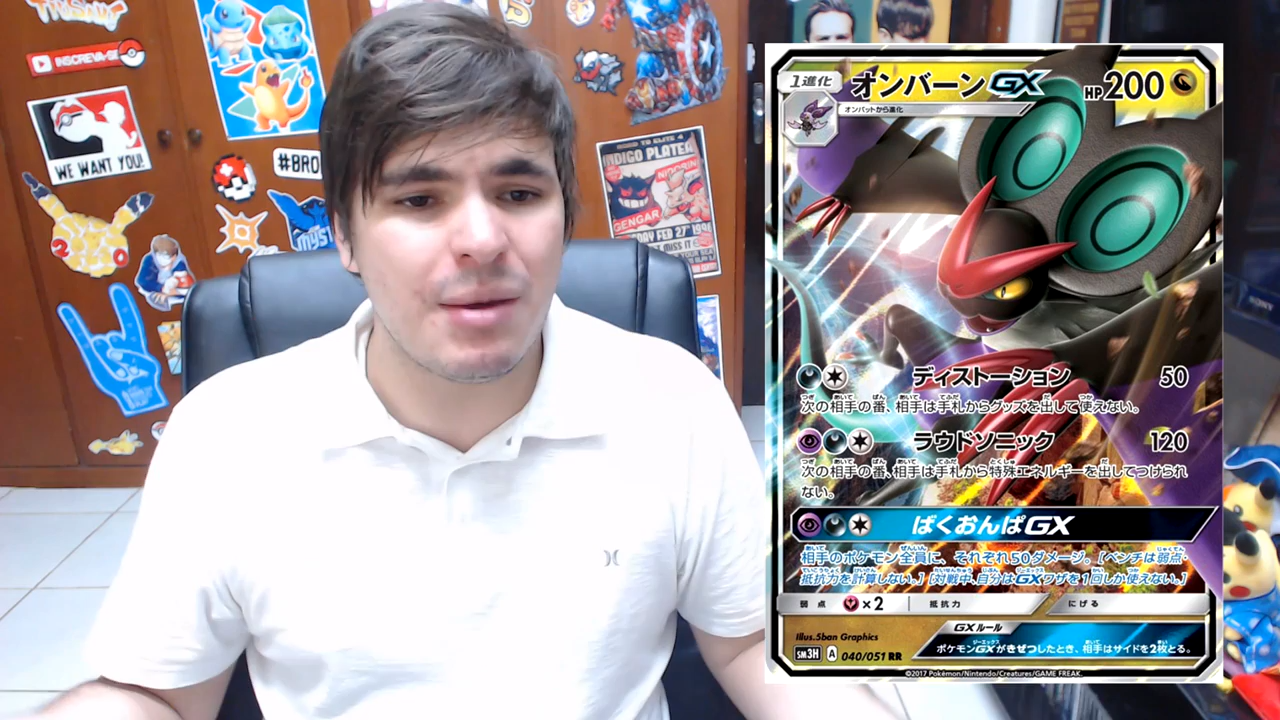 INSCREVA-SE
WE WANT YOU!
#BRO
MYST
2 0
ROAD TO ELITE 4
INDIGO PLATEA
NIDORIN
GENGAR
1進化
オンバーンGX
HP200
オンバットから進化
ディストーション 50
次の相手の番、相手は手札からグッズを出して使えない。
ラウドソニック 120
次の相手の番、相手は手札から特殊エネルギーを出してつけられ
ない。
ばくおんぱGX
相手のポケモン全員に、それぞれ50ダメージ。[ベンチは弱点・
抵抗力を計算しない。][対戦中、自分はGXワザを1回しか使えない。]
弱点 ×2 抵抗力 にげる
GXルール
ポケモンGXがきぜつしたとき、相手はサイドを2枚とる。
Illus.5ban Graphics
SM3H A 040/051 RR
©2017 Pokémon/Nintendo/Creatures/GAME FREAK.